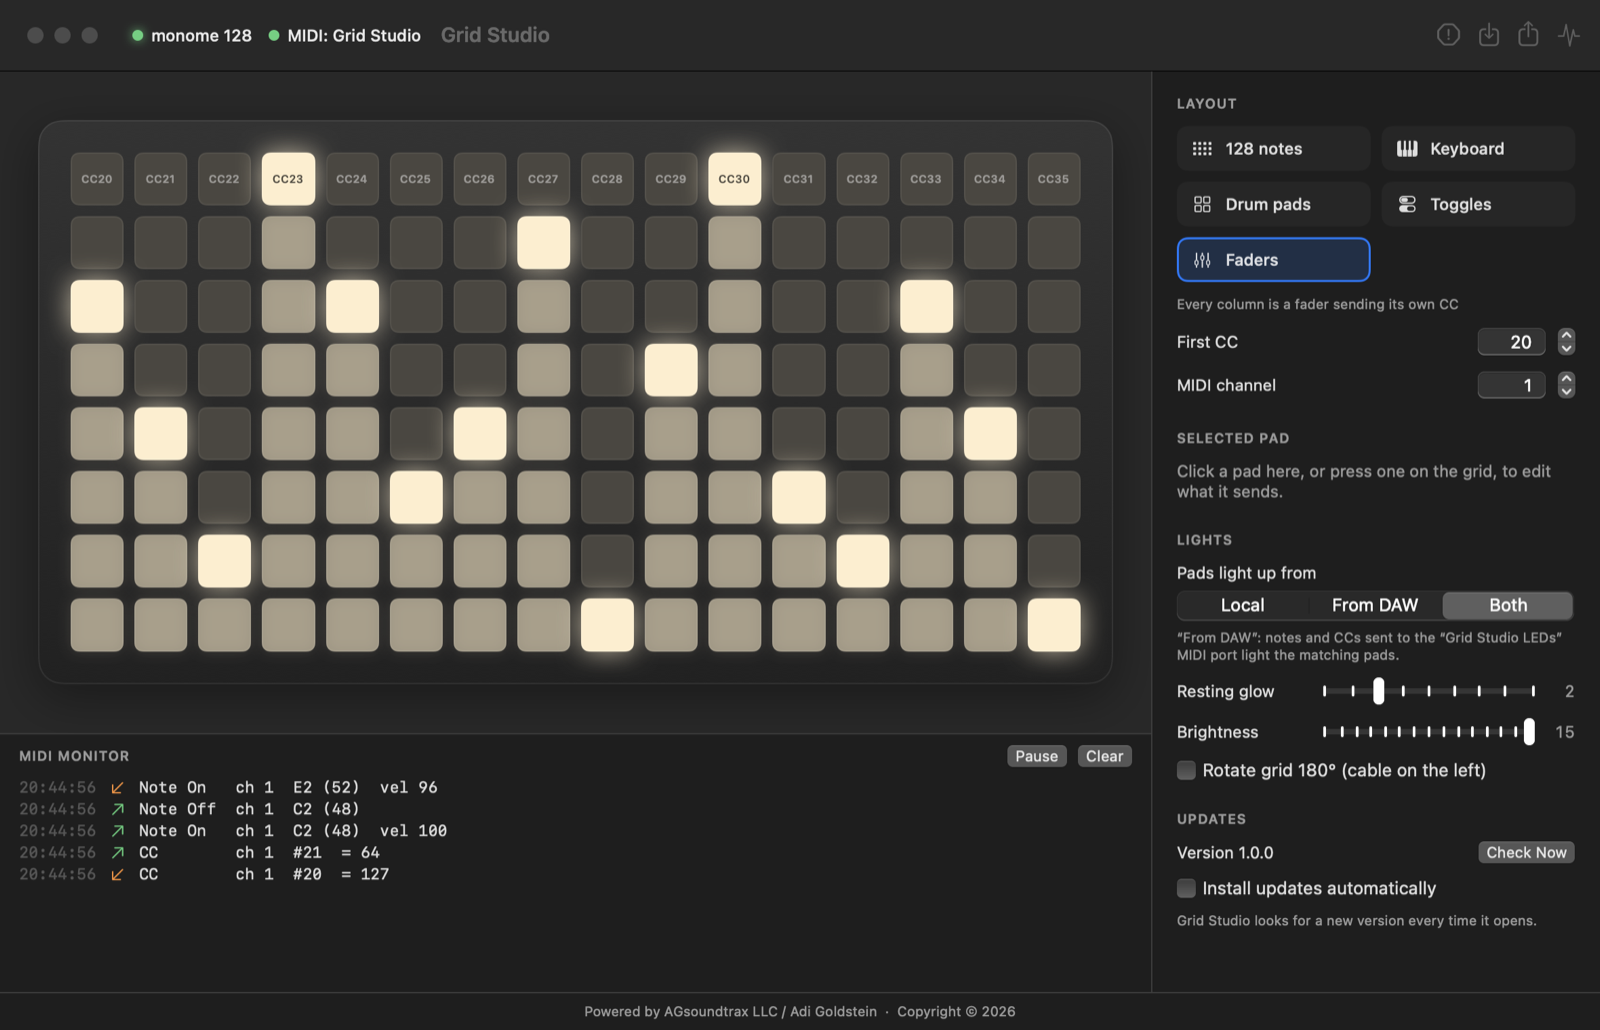 monome 128 MIDI: Grid Studio Grid Studio
CC20 CC21 CC22 CC23 CC24 CC25 CC26 CC27 CC28 CC29 CC30 CC31 CC32 CC33 CC34 CC35
LAYOUT
128 notes Keyboard
Drum pads Toggles
Faders
Every column is a fader sending its own CC
First CC 20
MIDI channel 1
SELECTED PAD
Click a pad here, or press one on the grid, to edit
what it sends.
LIGHTS
Pads light up from
Local From DAW Both
“From DAW”: notes and CCs sent to the “Grid Studio LEDs”
MIDI port light the matching pads.
Resting glow 2
Brightness 15
Rotate grid 180° (cable on the left)
UPDATES
Version 1.0.0 Check Now
Install updates automatically
Grid Studio looks for a new version every time it opens.
MIDI MONITOR Pause Clear
20:44:56 ↙ Note On ch 1 E2 (52) vel 96
20:44:56 ↗ Note Off ch 1 C2 (48)
20:44:56 ↗ Note On ch 1 C2 (48) vel 100
20:44:56 ↗ CC ch 1 #21 = 64
20:44:56 ↙ CC ch 1 #20 = 127
Powered by AGsoundtrax LLC / Adi Goldstein · Copyright © 2026